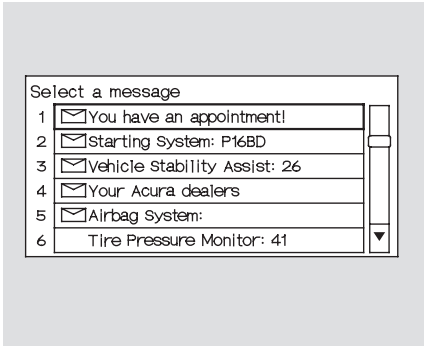 Select a message
1 You have an appointment!
2 Starting System: P16BD
3 Vehicle Stability Assist: 26
4 Your Acura dealers
5 Airbag System:
6 Tire Pressure Monitor: 41